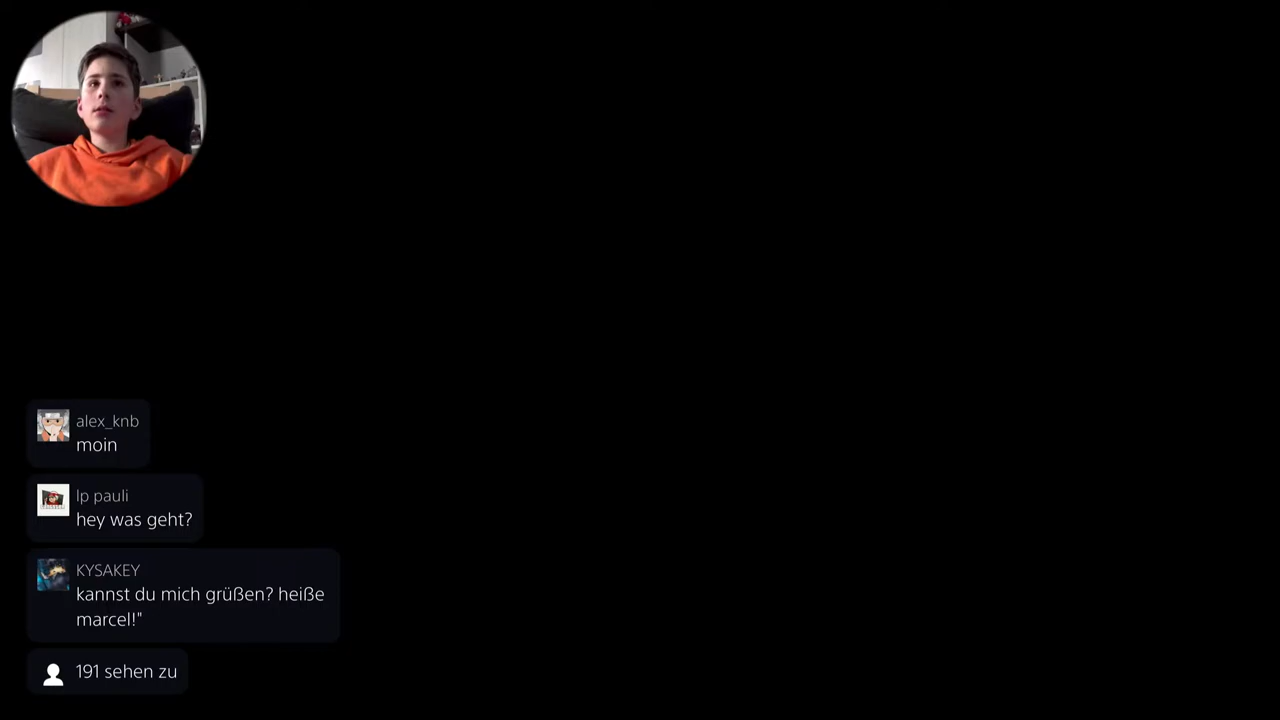 alex_knb
moin
lp pauli
hey was geht?
KYSAKEY
kannst du mich grüßen? heiße
marcel!"
191 sehen zu